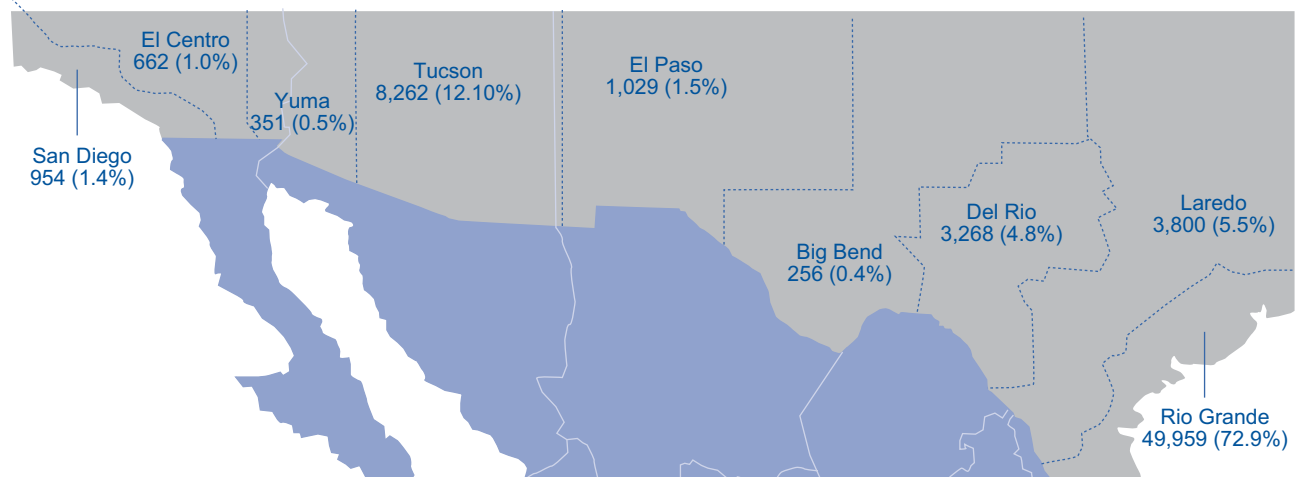 El Centro
662 (1.0%)
Yuma
351 (0.5%)
Tucson
8,262 (12.10%)
El Paso
1,029 (1.5%)
San Diego
954 (1.4%)
Big Bend
256 (0.4%)
Del Rio
3,268 (4.8%)
Laredo
3,800 (5.5%)
Rio Grande
49,959 (72.9%)